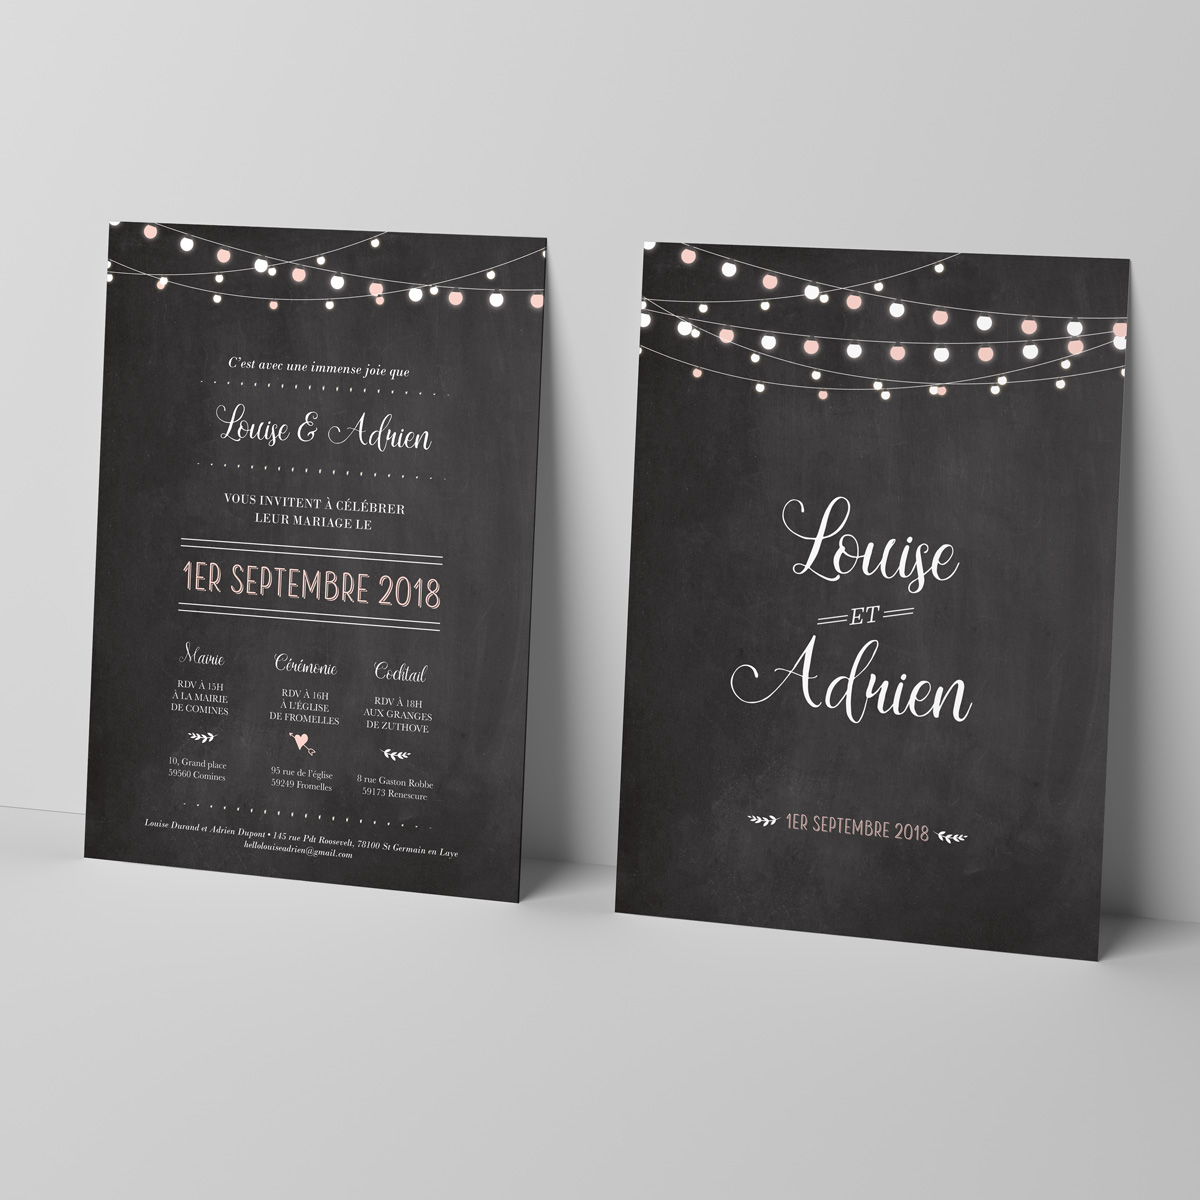 C'est avec une immense joie que
Louise & Adrien
VOUS INVITENT À CÉLÉBRER
LEUR MARIAGE LE
1ER SEPTEMBRE 2018
Mairie
RDV À 15H
À LA MAIRIE
DE COMINES
10, Grand place
59560 Comines
Cérémonie
RDV À 16H
À L'ÉGLISE
DE FROMELLES
95 rue de l'église
59249 Fromelles
Cocktail
RDV À 18H
AUX GRANGES
DE ZUTHOVE
8 rue Gaston Robbe
59173 Renescure
Louise Durand et Adrien Dupont • 145 rue Pdt Roosevelt, 78100 St Germain en Laye
hellolouiseadrien@gmail.com
Louise
ET
Adrien
1ER SEPTEMBRE 2018